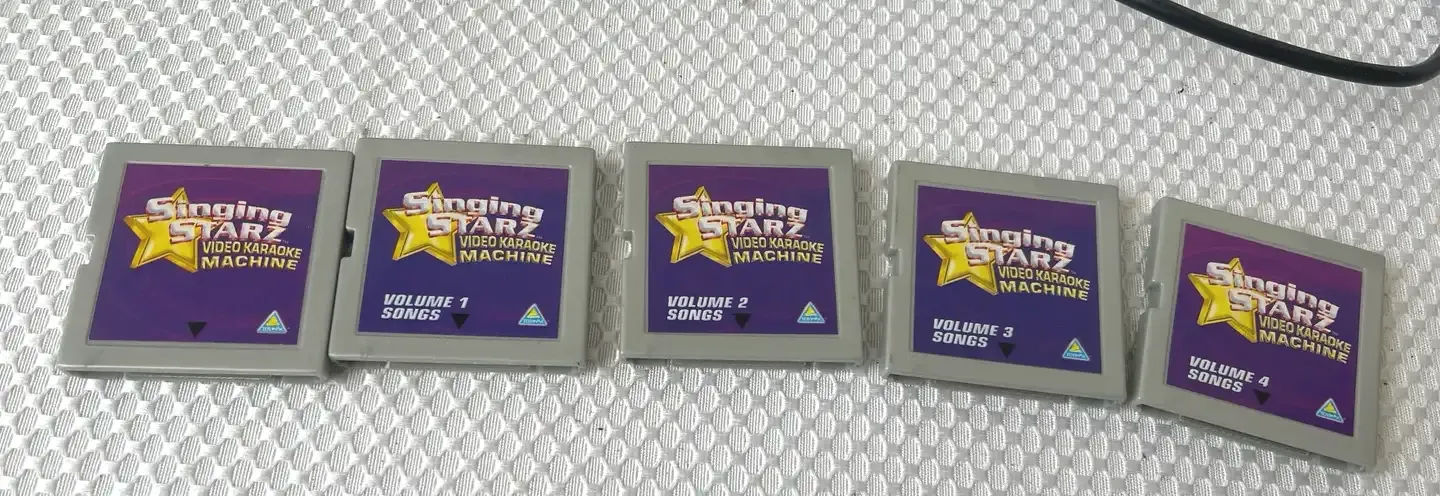 Singing
STARZ
VIDEO KARAOKE
MACHINE
Singing
STARZ
VIDEO KARAOKE
MACHINE
VOLUME 1
SONGS
Singing
STARZ
VIDEO KARAOKE
MACHINE
VOLUME 2
SONGS
Singing
STARZ
VIDEO KARAOKE
MACHINE
VOLUME 3
SONGS
Singing
STARZ
VIDEO KARAOKE
MACHINE
VOLUME 4
SONGS